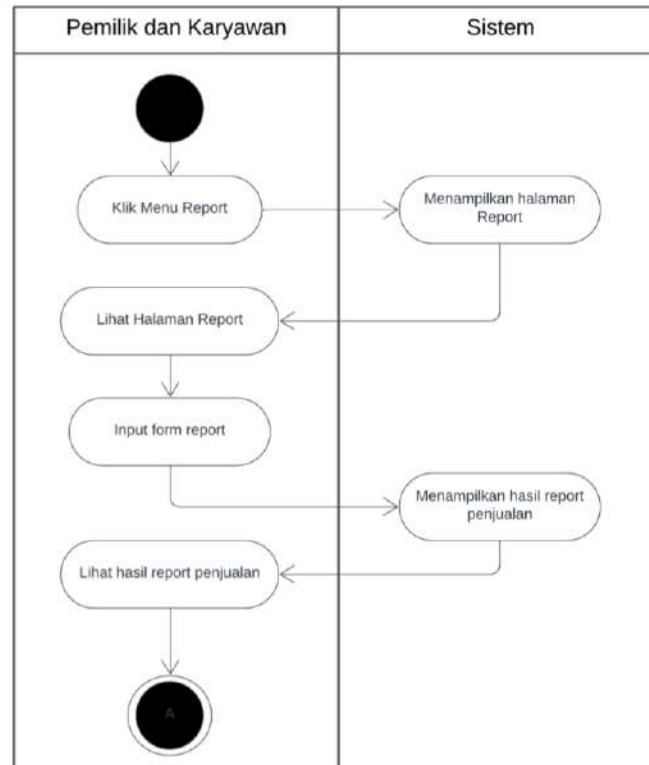 Pemilik dan Karyawan
Sistem
Klik Menu Report
Menampilkan halaman
Report
Lihat Halaman Report
Input form report
Menampilkan hasil report
penjualan
Lihat hasil report penjualan
A